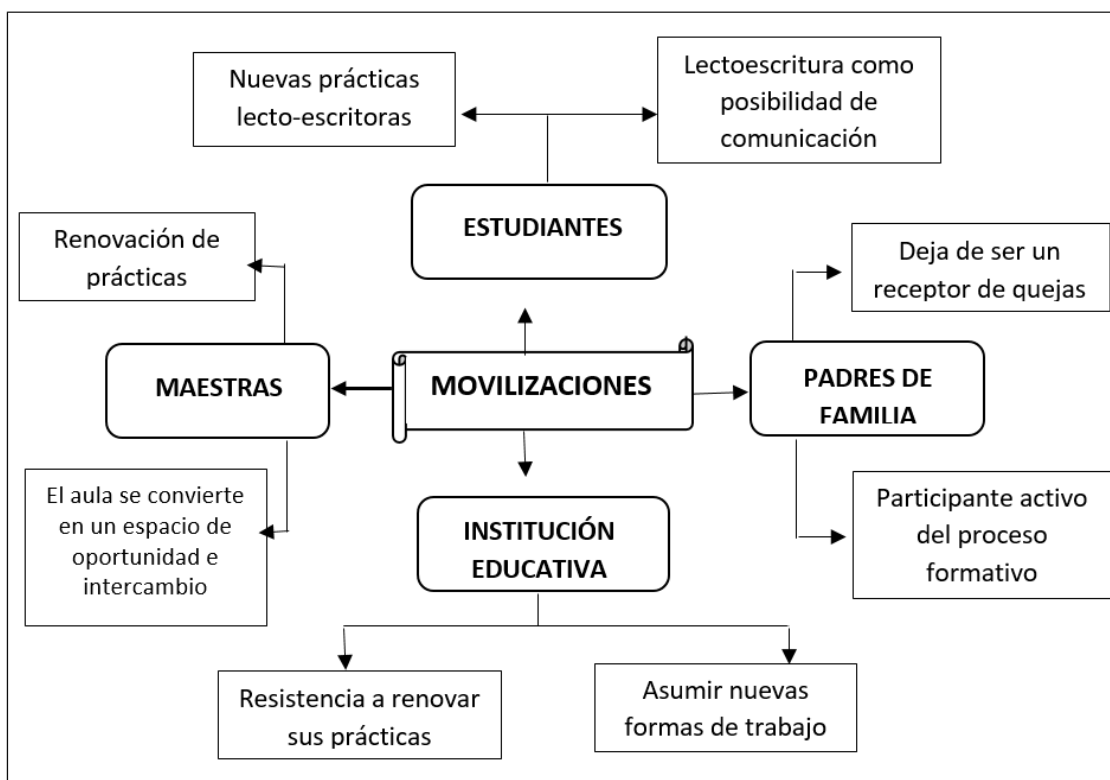 Nuevas prácticas
lecto-escritoras
Lectoescritura como
posibilidad de
comunicación
ESTUDIANTES
Renovación de
prácticas
Deja de ser un
receptor de quejas
MAESTRAS
MOVILIZACIONES
PADRES DE
FAMILIA
El aula se convierte
en un espacio de
oportunidad e
intercambio
INSTITUCIÓN
EDUCATIVA
Participante activo
del proceso
formativo
Resistencia a renovar
sus prácticas
Asumir nuevas
formas de trabajo